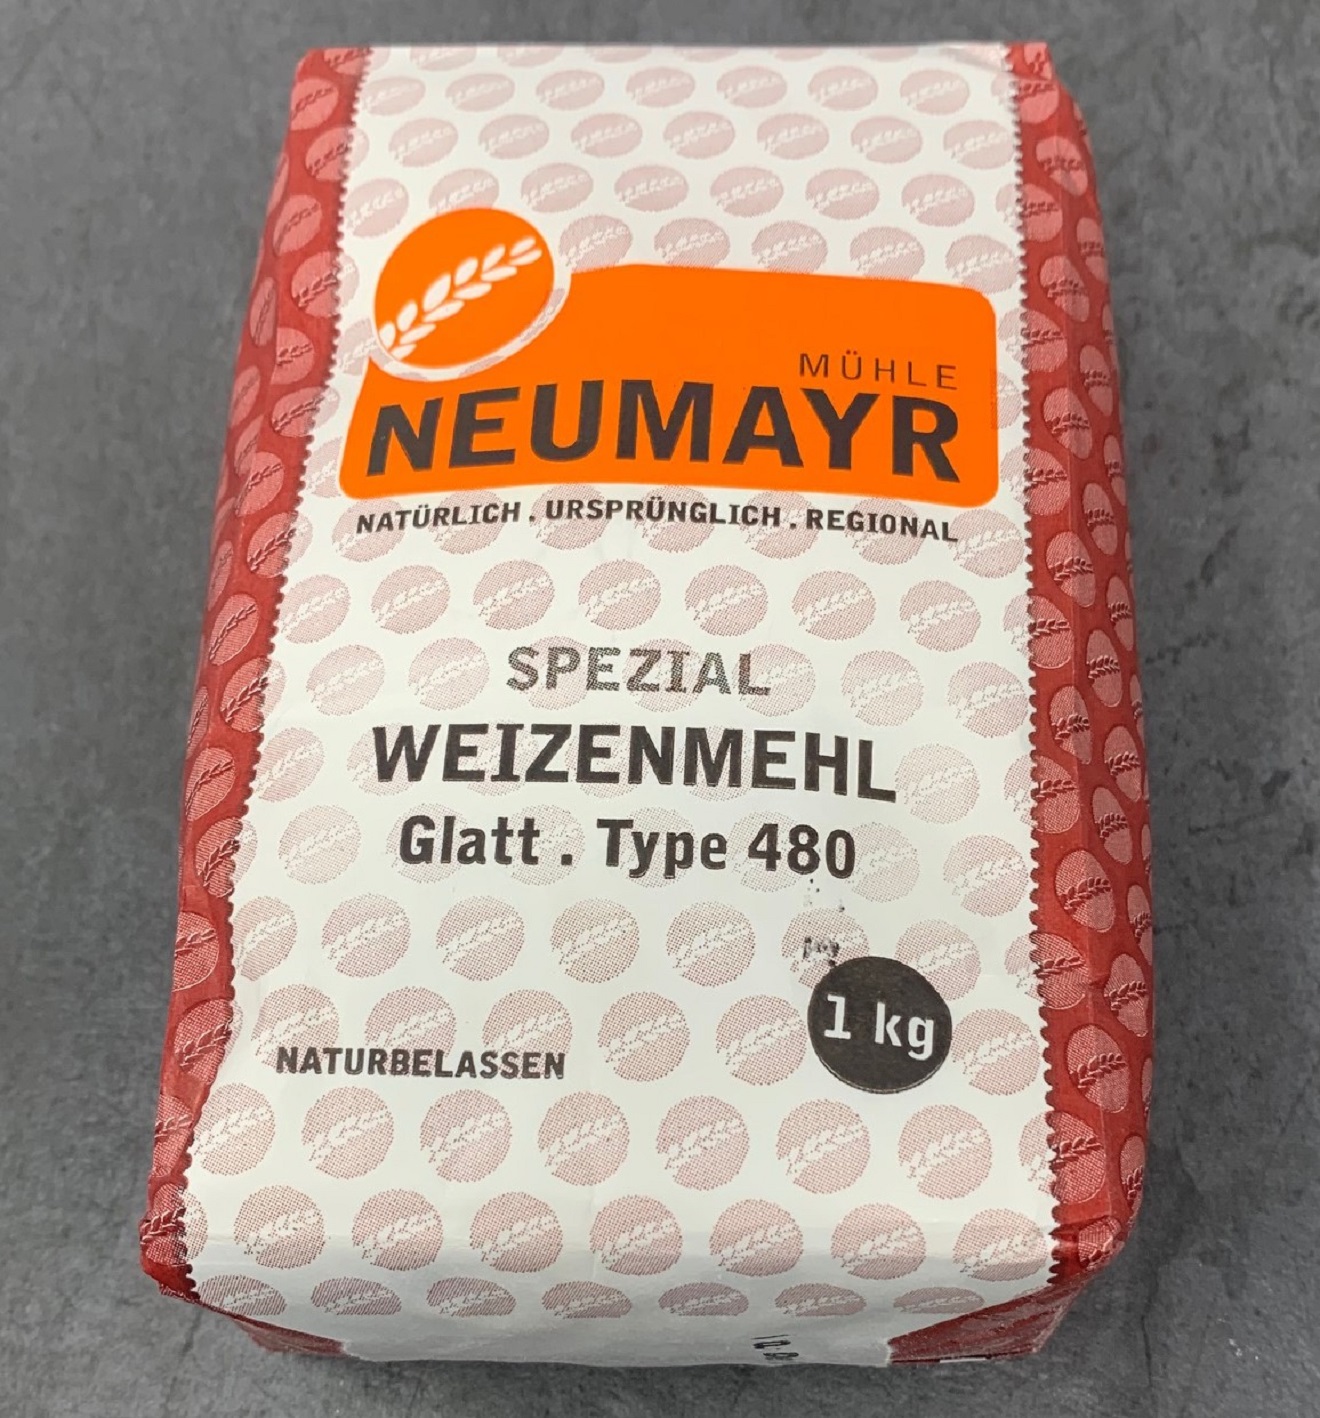 MÜHLE
NEUMAYR
NATÜRLICH . URSPRÜNGLICH . REGIONAL
SPEZIAL
WEIZENMEHL
Glatt . Type 480
1 kg
NATURBELASSEN